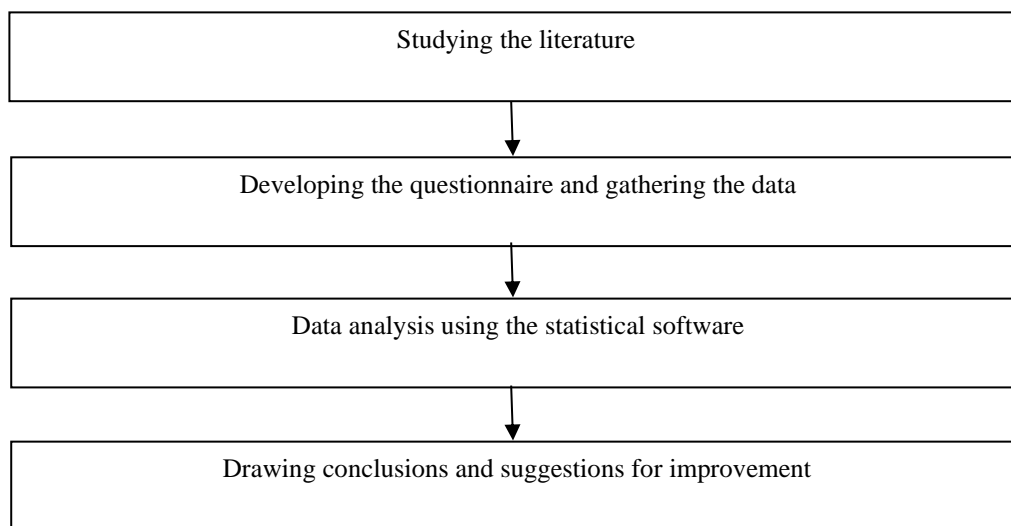 Studying the literature
Developing the questionnaire and gathering the data
Data analysis using the statistical software
Drawing conclusions and suggestions for improvement